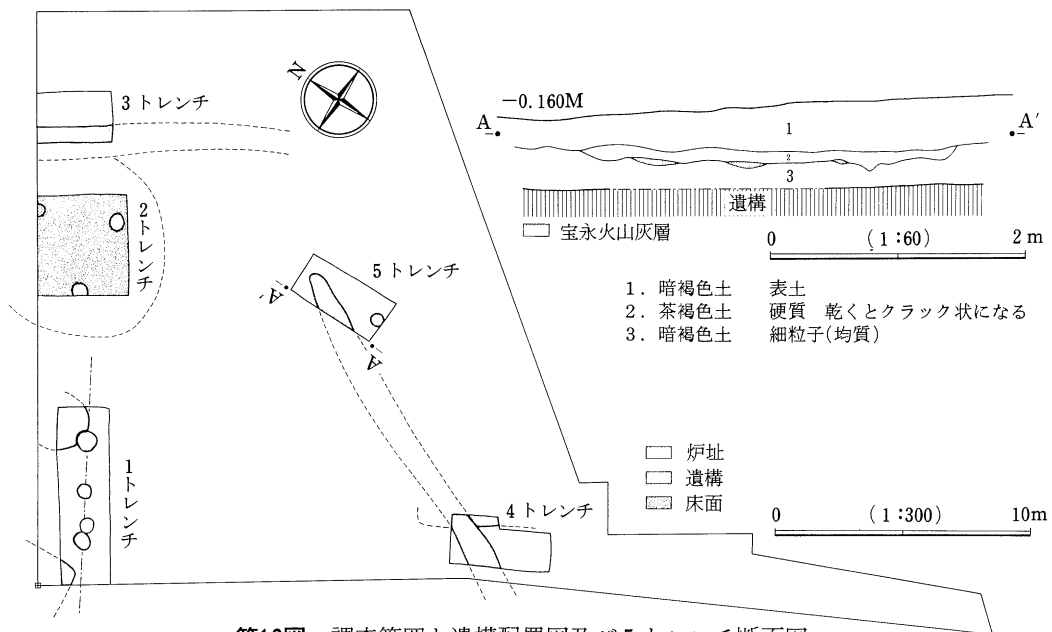 N
3 トレンチ
2トレンチ
5 トレンチ
A′
A
1トレンチ
4 トレンチ
−0.160M
A
A′
1
2
3
遺構
宝永火山灰層
0 (1:60) 2 m
1. 暗褐色土 表土
2. 茶褐色土 硬質 乾くとクラック状になる
3. 暗褐色土 細粒子(均質)
炉址
遺構
床面
0 (1:300) 10m